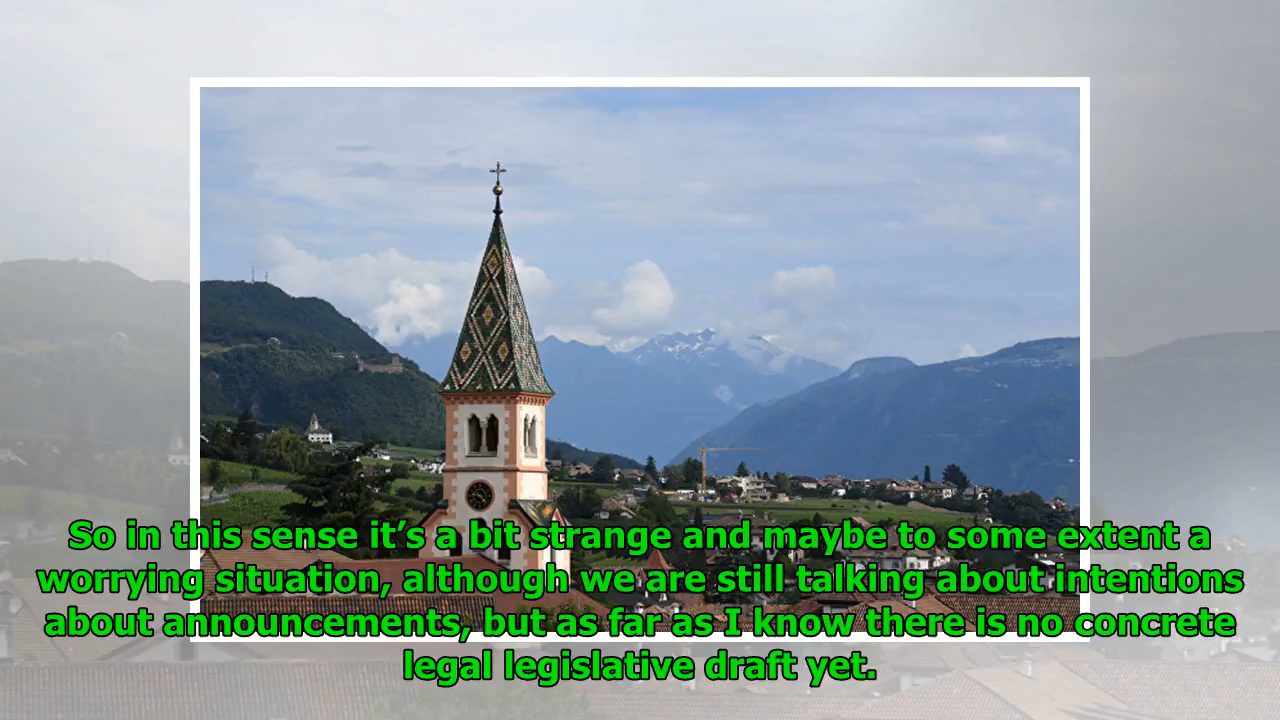 So in this sense it’s a bit strange and maybe to some extent a
worrying situation, although we are still talking about intentions
about announcements, but as far as I know there is no concrete
legal legislative draft yet.